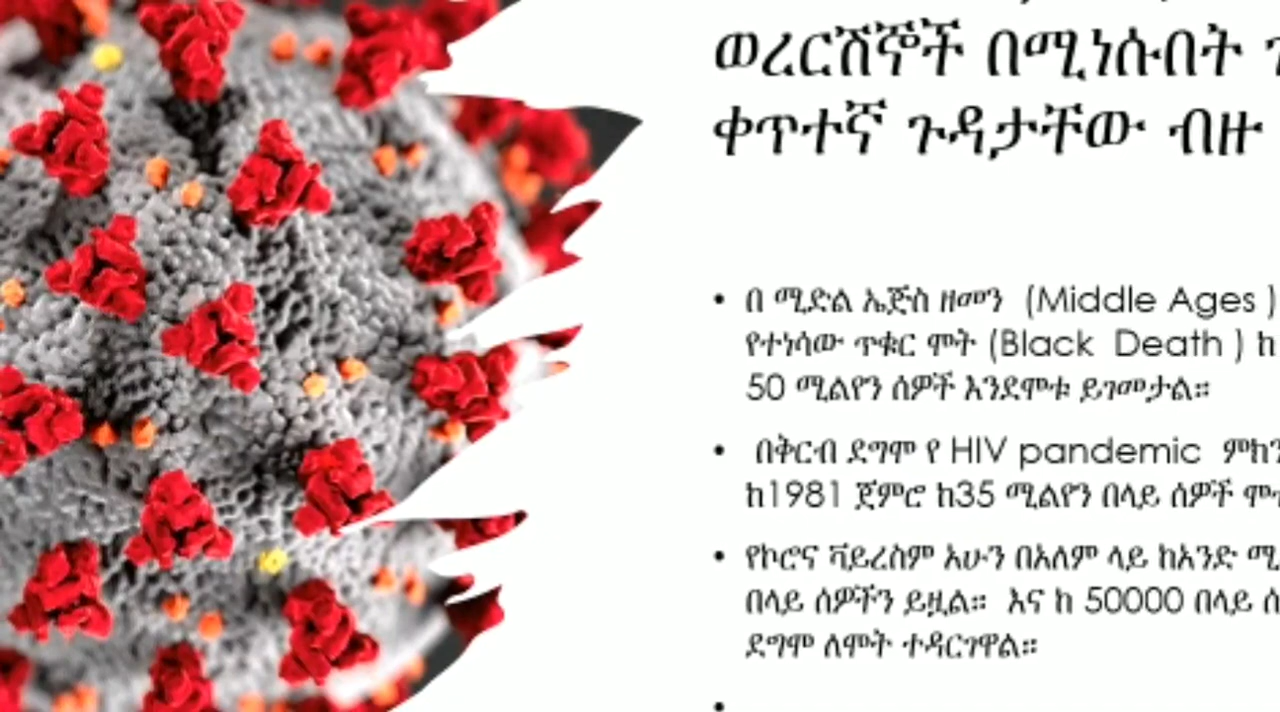 ወረርሽኞች በሚነሱበት
ቀጥተኛ ጉዳታቸው ብዙ
• በ ሚድል ኤጅስ ዘመን (Middle Ages )
የተነሳው ጥቁር ሞት (Black Death ) ከ
50 ሚልየን ሰዎች እንደሞቱ ይገመታል።
• በቅርብ ደግሞ የ HIV pandemic
ከ1981 ጀምሮ ከ35 ሚልየን በላይ ሰዎች
• የኮሮና ቫይረስም አሁን በአለም ላይ ከአንድ
በላይ ሰዎችን ይዟል። እና ከ 50000 በላይ
ደግሞ ለሞት ተዳርገዋል።
•